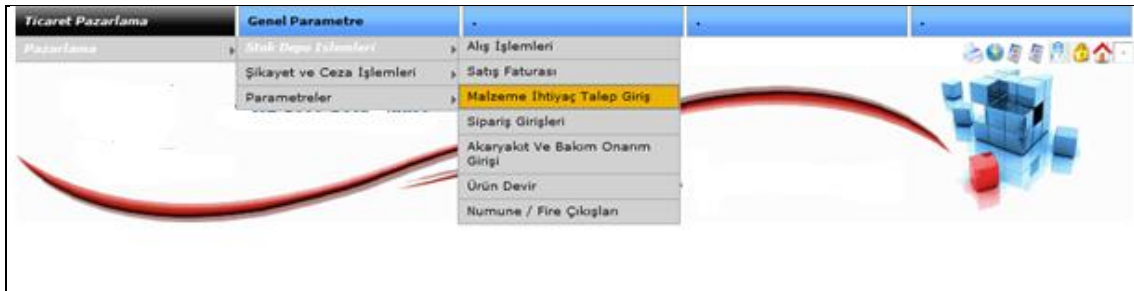 Ticaret Pazarlama
Genel Parametre
.
.
.
Pazarlama
Stok Depo İslemleri
Alış İşlemleri
Şikayet ve Ceza İşlemleri
Satış Faturası
Parametreler
Malzeme İhtiyaç Talep Giriş
Sipariş Girişleri
Akaryakıt Ve Bakım Onarım
Girişi
Ürün Devir
Numune / Fire Çıkışları